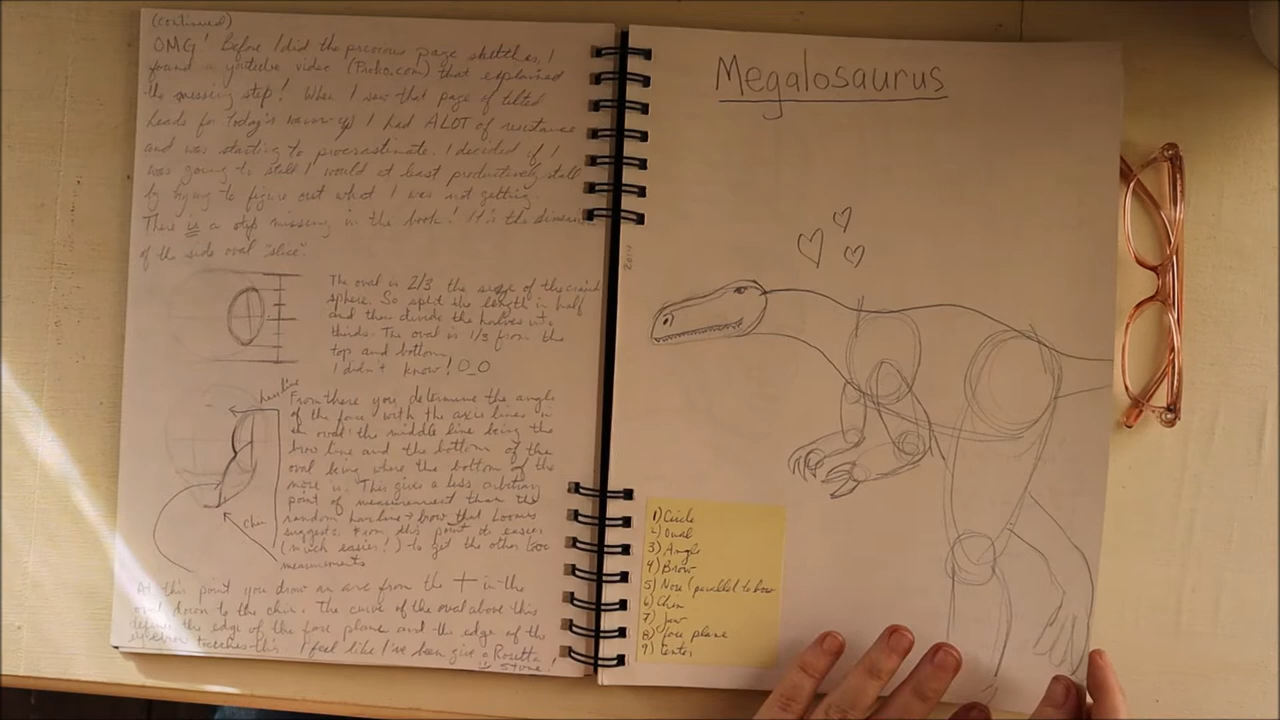 (continued)
OMG! Before I did the previous page sketches, I
found a youtube video (Proko.com) that explained
the missing step! When I saw that page of tilted
heads for today's warm-up I had ALOT of resistance
and was starting to procrastinate. I decided if I
was going to stall I would at least productively stall
by trying to figure out what I was not getting.
There is a step missing in the book! It is the dimension
of the side oval "slice".
The oval is 2/3 the size of the
sphere. So split the length in half
and then divide the halves into
thirds. The oval is 1/3 from the
top and bottom.
I didn't know! O_O
hairline
From there you determine the angle
of the face with the axis lines in
an oval: the middle line being the
brow line and the bottom of the
oval being where the bottom of the
nose is. This gives a less arbitrary
point of measurement than the
random hairline → brow that Loomis
suggests. From this point its easier
(much easier!) to get the other two
measurements
chin
At this point you draw an arc from the + in the
oval down to the chin. The curve of the oval above this
defines the edge of the face plane and the edge of the
eyebrow touches this. I feel like I've been give a Rosetta
Stone!
Megalosaurus
1) Circle
2) Oval
3) Angle
4) Brow
5) Nose (parallel to brow
6) Chin
7) Jaw
8) face plane
9) Center